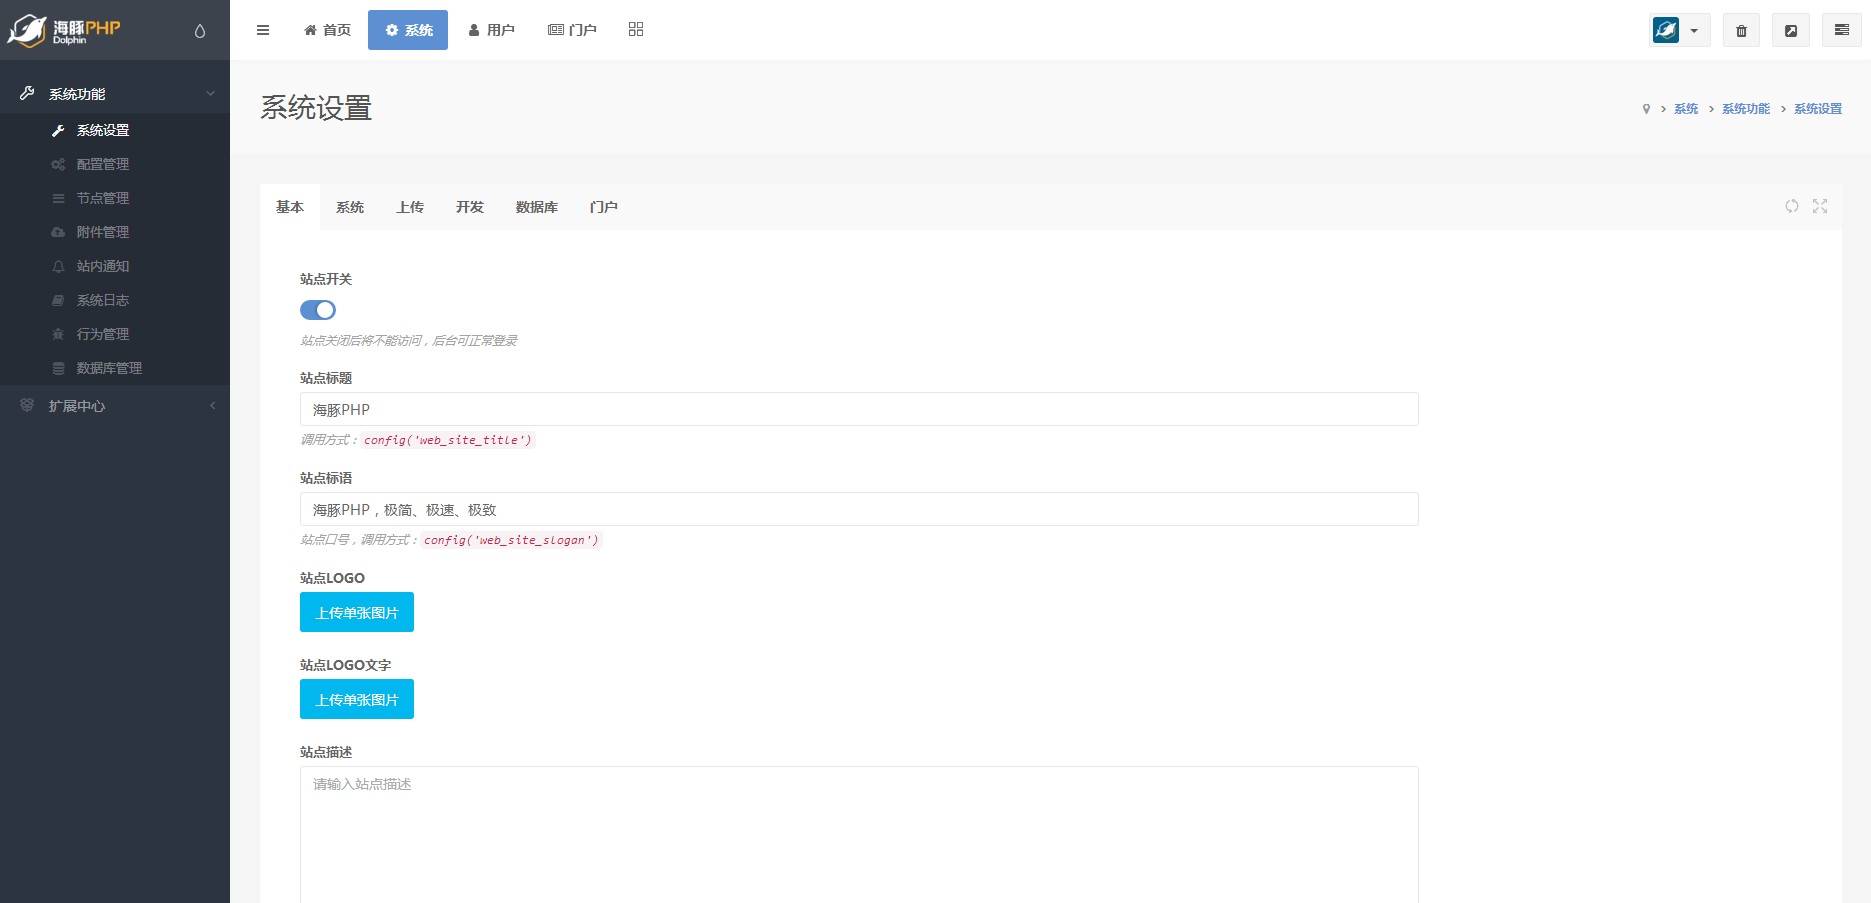 海豚PHP
Dolphin
首页
系统
用户
门户
系统功能
系统设置
配置管理
节点管理
附件管理
站内通知
系统日志
行为管理
数据库管理
扩展中心
系统设置
系统 > 系统功能 > 系统设置
基本 系统 上传 开发 数据库 门户
站点开关
站点关闭后将不能访问，后台可正常登录
站点标题
海豚PHP
调用方式：config('web_site_title')
站点标语
海豚PHP，极简、极速、极致
站点口号，调用方式：config('web_site_slogan')
站点LOGO
上传单张图片
站点LOGO文字
上传单张图片
站点描述
请输入站点描述